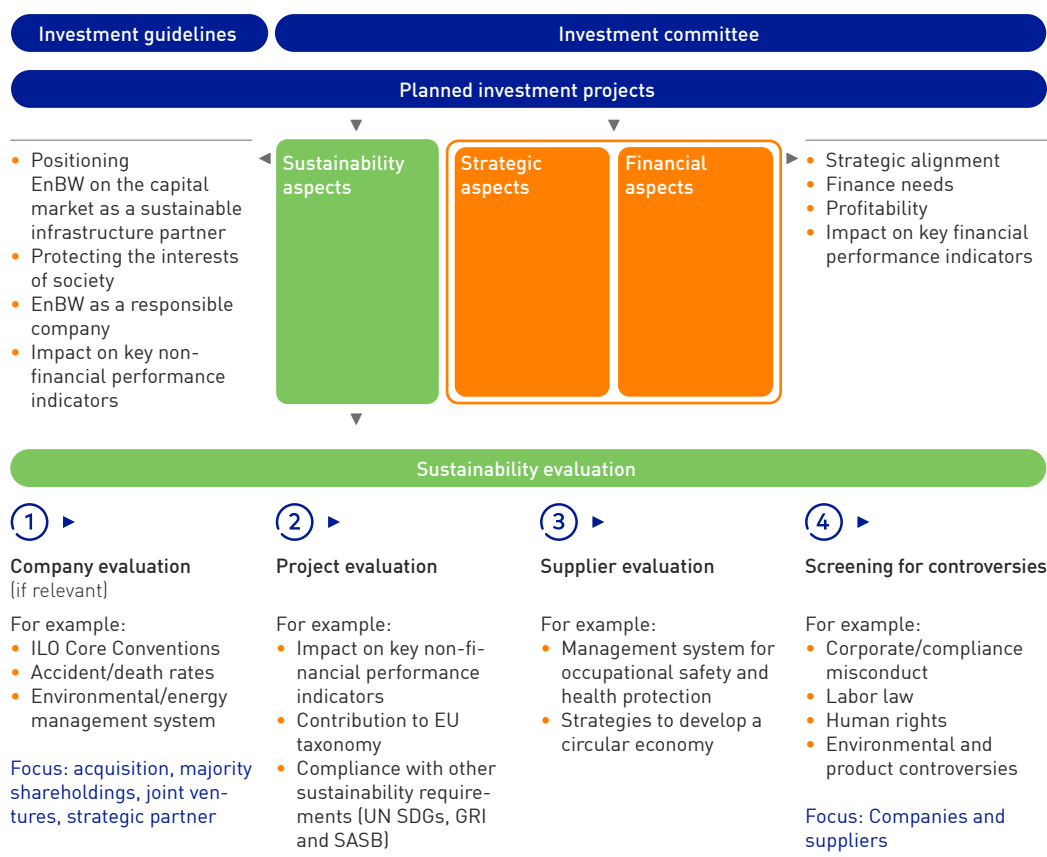 Investment guidelines
Investment committee
Planned investment projects
• Positioning
EnBW on the capital
market as a sustainable
infrastructure partner
• Protecting the interests
of society
• EnBW as a responsible
company
• Impact on key non-
financial performance
indicators
Sustainability
aspects
Strategic
aspects
Financial
aspects
• Strategic alignment
• Finance needs
• Profitability
• Impact on key financial
performance indicators
Sustainability evaluation
1
Company evaluation
(if relevant)
For example:
• ILO Core Conventions
• Accident/death rates
• Environmental/energy
management system
Focus: acquisition, majority
shareholdings, joint ven-
tures, strategic partner
2
Project evaluation
For example:
• Impact on key non-fi-
nancial performance
indicators
• Contribution to EU
taxonomy
• Compliance with other
sustainability require-
ments (UN SDGs, GRI
and SASB)
3
Supplier evaluation
For example:
• Management system for
occupational safety and
health protection
• Strategies to develop a
circular economy
4
Screening for controversies
For example:
• Corporate/compliance
misconduct
• Labor law
• Human rights
• Environmental and
product controversies
Focus: Companies and
suppliers